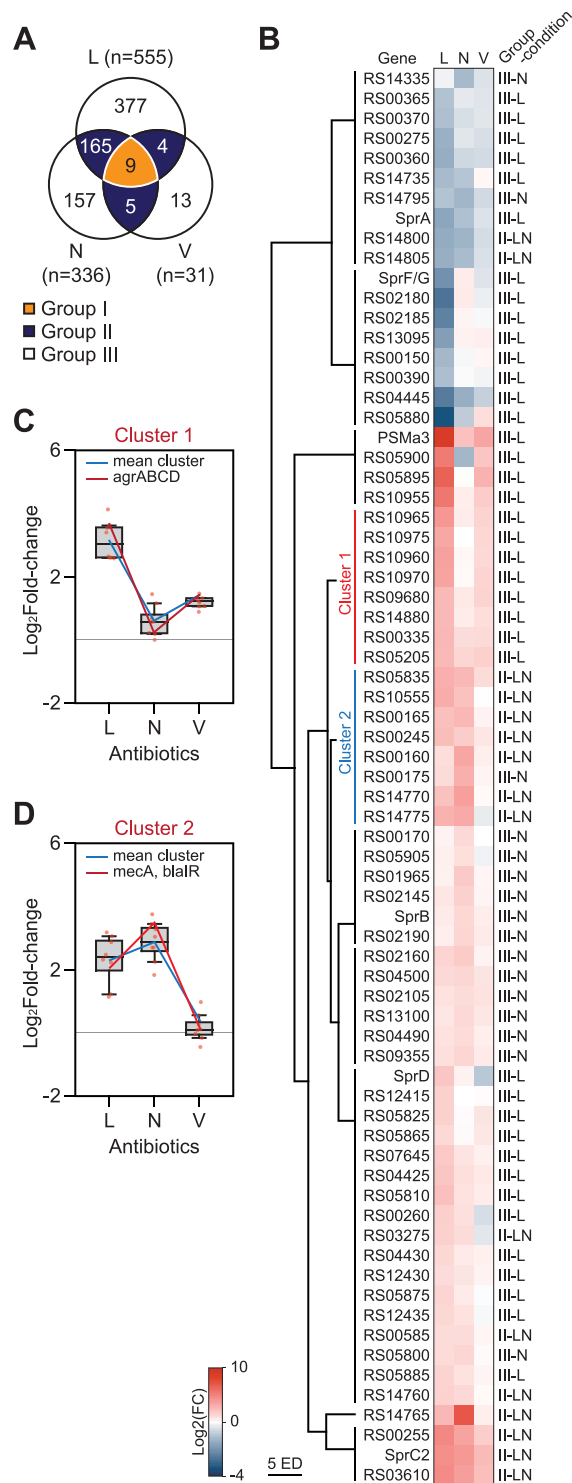 A
L (n=555)
377
165
4
9
157
5
13
N
(n=336)
V
(n=31)
Group I
Group II
Group III
C
Cluster 1
mean cluster
agrABCD
6
2
-2
Log2Fold-change
L N V
Antibiotics
D
Cluster 2
mean cluster
mecA, blaIR
6
2
-2
Log2Fold-change
L N V
Antibiotics
B
Gene L N V Group -condition
RS14335 III-N
RS00365 III-L
RS00370 III-L
RS00275 III-L
RS00360 III-L
RS14735 III-L
RS14795 III-N
SprA III-L
RS14800 II-LN
RS14805 II-LN
SprF/G III-L
RS02180 III-L
RS02185 III-L
RS13095 III-L
RS00150 III-L
RS00390 III-L
RS04445 III-L
RS05880 III-L
PSMa3 III-L
RS05900 III-L
RS05895 III-L
RS10955 III-L
Cluster 1
RS10965 III-L
RS10975 III-L
RS10960 III-L
RS10970 III-L
RS09680 III-L
RS14880 III-L
RS00335 III-L
RS05205 III-L
Cluster 2
RS05835 II-LN
RS10555 II-LN
RS00165 II-LN
RS00245 II-LN
RS00160 II-LN
RS00175 III-N
RS14770 II-LN
RS14775 II-LN
RS00170 III-N
RS05905 III-N
RS01965 III-N
RS02145 III-N
SprB III-N
RS02190 III-N
RS02160 III-N
RS04500 III-N
RS02105 III-N
RS13100 III-N
RS04490 III-N
RS09355 III-N
SprD III-L
RS12415 III-L
RS05825 III-L
RS05865 III-L
RS07645 III-L
RS04425 III-L
RS05810 III-L
RS00260 III-L
RS03275 II-LN
RS04430 III-L
RS12430 III-L
RS05875 III-L
RS12435 III-L
RS00585 II-LN
RS05800 III-N
RS05885 III-L
RS14760 II-LN
RS14765 II-LN
RS00255 II-LN
SprC2 II-LN
RS03610 II-LN
Log2(FC)
10
0
-4
5 ED